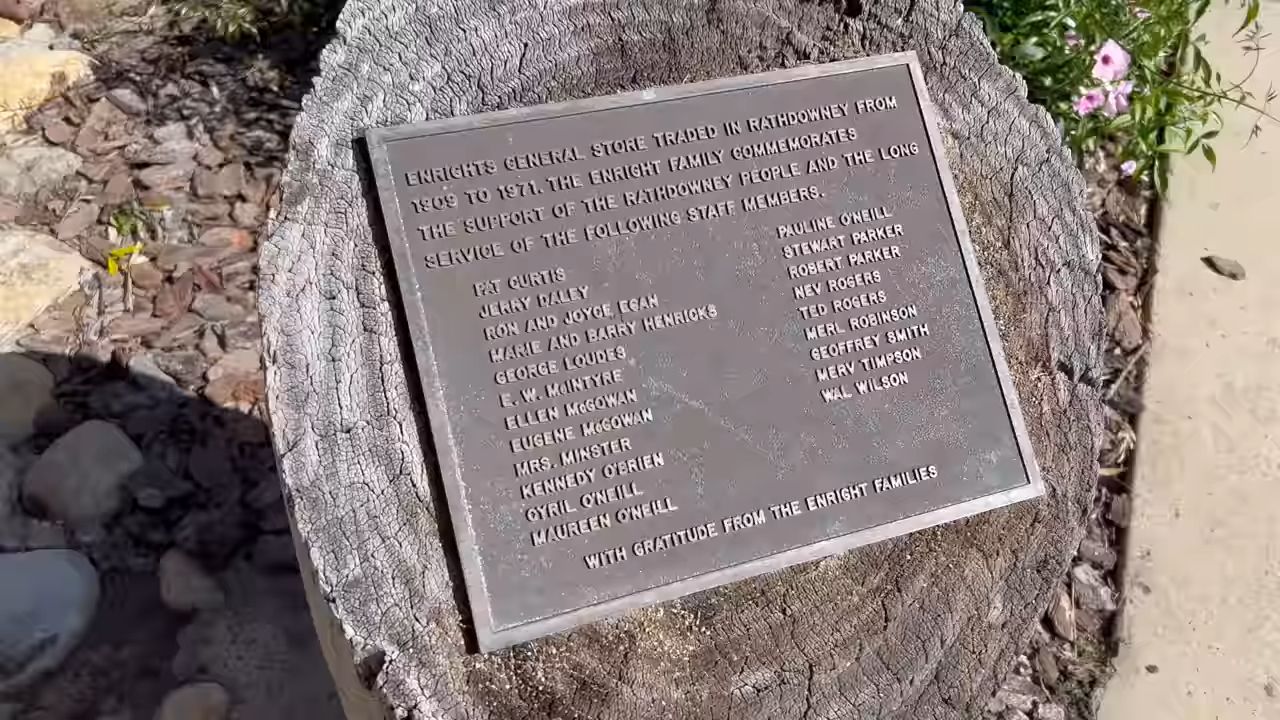 ENRIGHTS GENERAL STORE TRADED IN RATHDOWNEY FROM
1909 TO 1971. THE ENRIGHT FAMILY COMMEMORATES
THE SUPPORT OF THE RATHDOWNEY PEOPLE AND THE LONG
SERVICE OF THE FOLLOWING STAFF MEMBERS.
PAT CURTIS
JERRY DALEY
RON AND JOYCE EGAN
MARIE AND BARRY HENRICKS
GEORGE LOUDES
E. W. McINTYRE
ELLEN McGOWAN
EUGENE McGOWAN
MRS. MINSTER
KENNEDY O'BRIEN
CYRIL O'NEILL
MAUREEN O'NEILL
PAULINE O'NEILL
STEWART PARKER
ROBERT PARKER
NEV ROGERS
TED ROGERS
MERL ROBINSON
GEOFFREY SMITH
MERV TIMPSON
WAL WILSON
WITH GRATITUDE FROM THE ENRIGHT FAMILIES